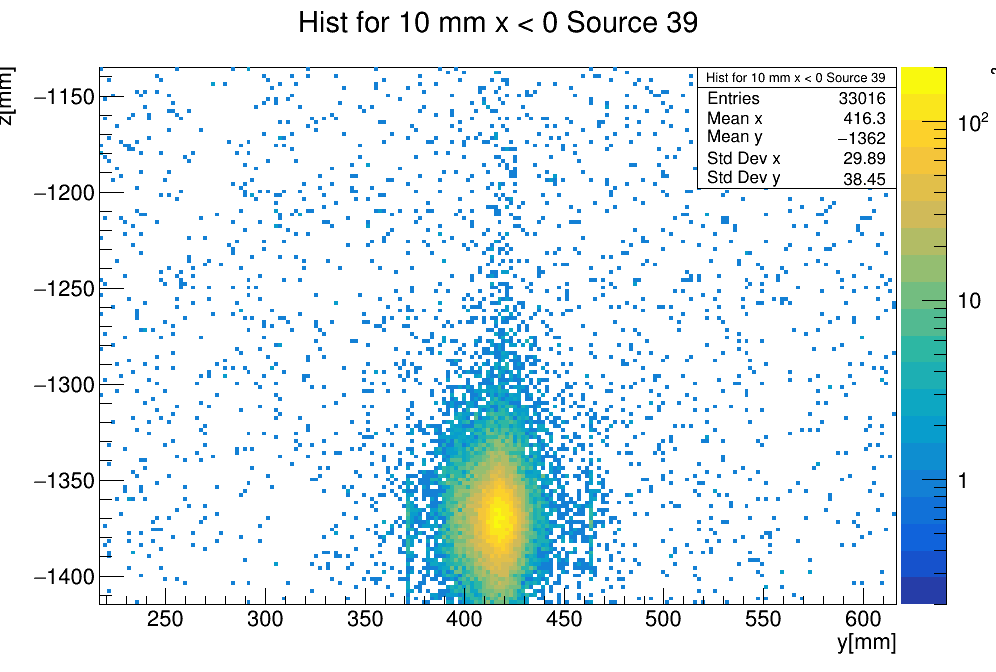 Hist for 10 mm x < 0 Source 39
z[mm]
−1150
−1200
−1250
−1300
−1350
−1400
Hist for 10 mm x < 0 Source 39
Entries 33016
Mean x 416.3
Mean y −1362
Std Dev x 29.89
Std Dev y 38.45
10²
10
1
250 300 350 400 450 500 550 600
y[mm]